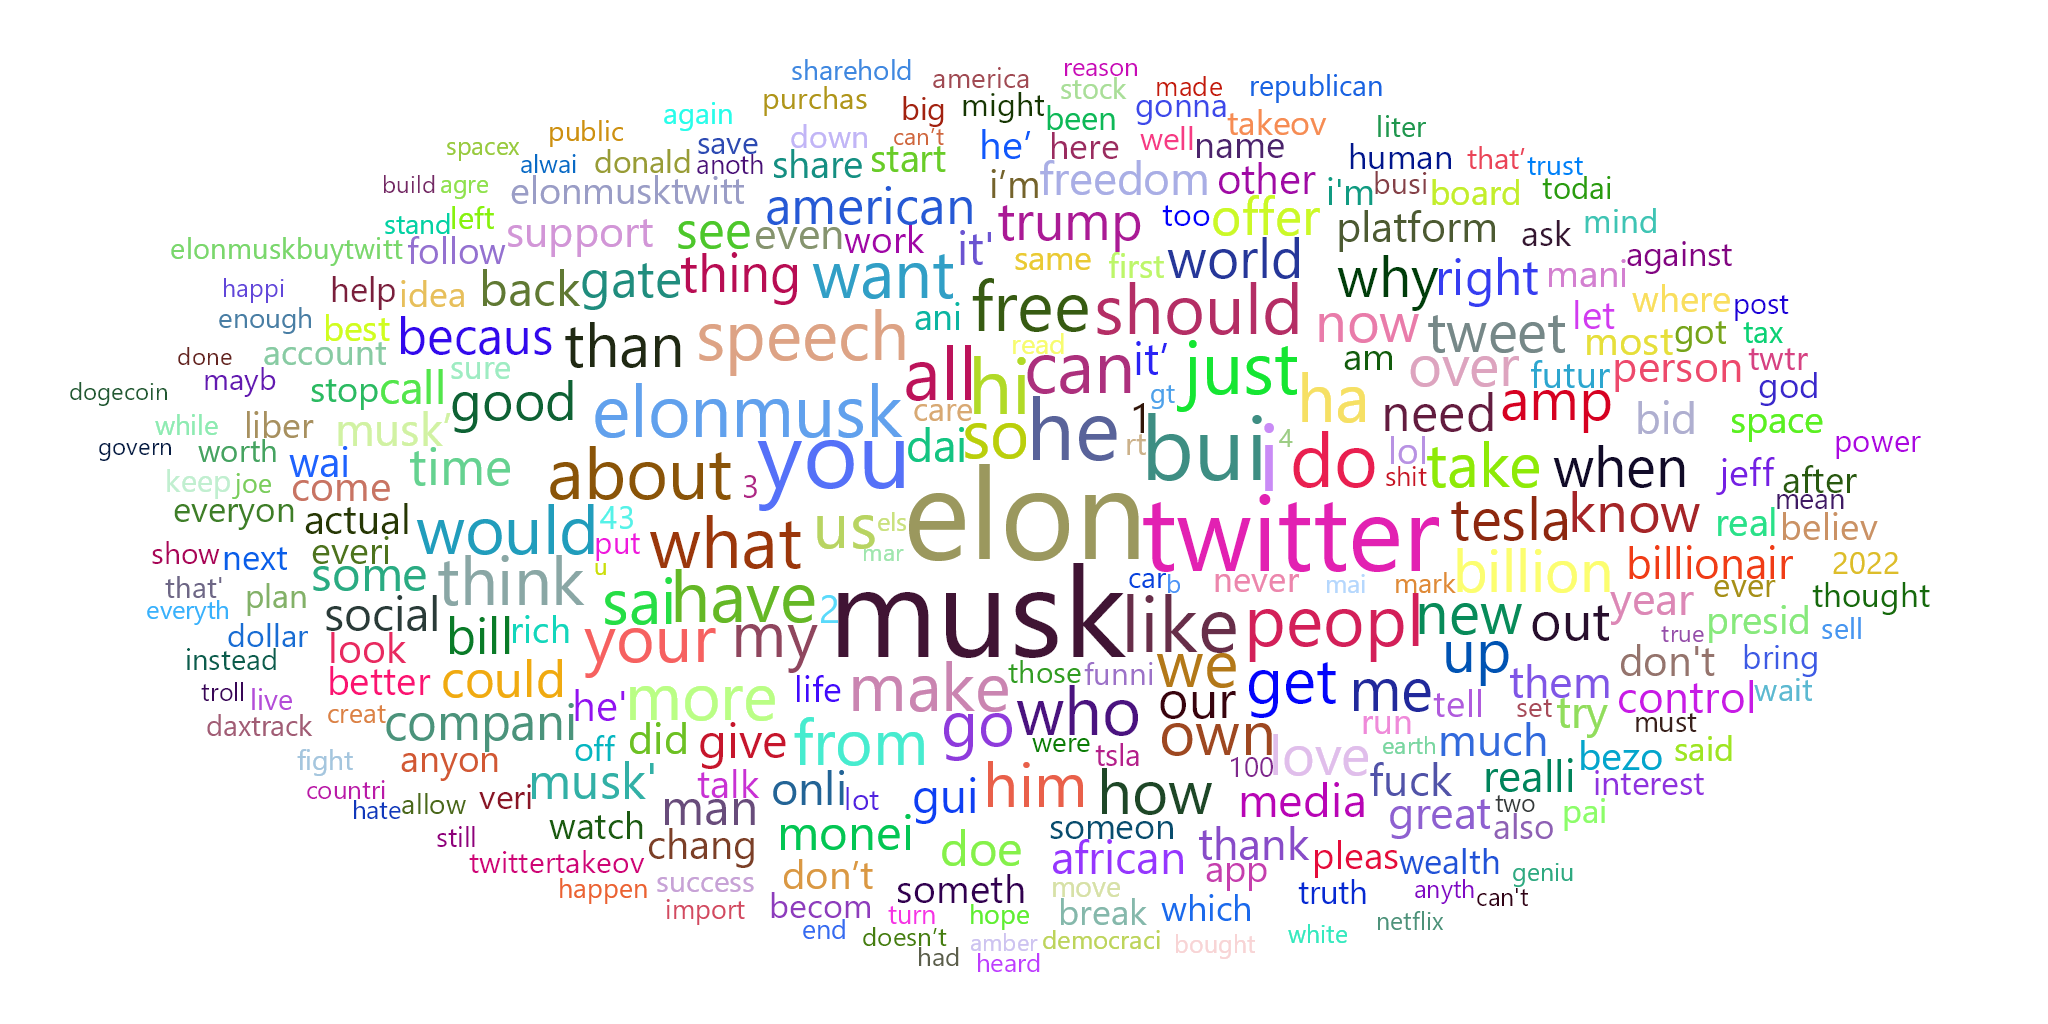 sharehold america reason
purchas big might stock made republican
again been gonna takeov
public save down can't he' here well name liter
spacex alwai donald anoth share start human that' trust
build agre elonmusktwitt i'm freedom other i'm busi board todai
stand left american trump too offer platform ask mind
elonmuskbuytwitt follow support see even work it' world against
same first why right mani
happi help idea back gate thing want free should where post
enough best becaus than speech ani now tweet let most got tax
done account read am twtr
dogecoin mayb stop call sure all hi can it' just over futur person god
while liber musk' good elonmusk care gt ha need amp bid space
govern worth wai time about you dai so he 1 rt bui i 4 do lol take when power
keep joe come 3 shit jeff after
everyon actual would 43 what us els elon twitter tesla know mean real believ
show next everi put mar
that' plan some think u sai have 2 musk car b never mai mark billion billionair ever 2022
everyth social bill rich your my like peopl new out year thought
dollar look true presid sell
instead better could more life make those funni we get me up them don't bring
troll live he' our tell set try control wait
daxtrack creat compani did give from go who were own run must
fight anyon off tsla love earth much bezo said
countri musk' talk onli lot gui him how 100 media fuck realli interest
hate allow veri man great two
still watch chang monei doe someon african thank pleas also pai
twittertakeov wealth
happen success don't someth move app truth anyth can't geniu
import becom turn hope break which netflix
end doesn't amber democraci bought white
had heard